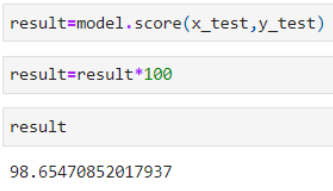 result=model.score(x_test,y_test)
result=result*100
result
98.65470852017937